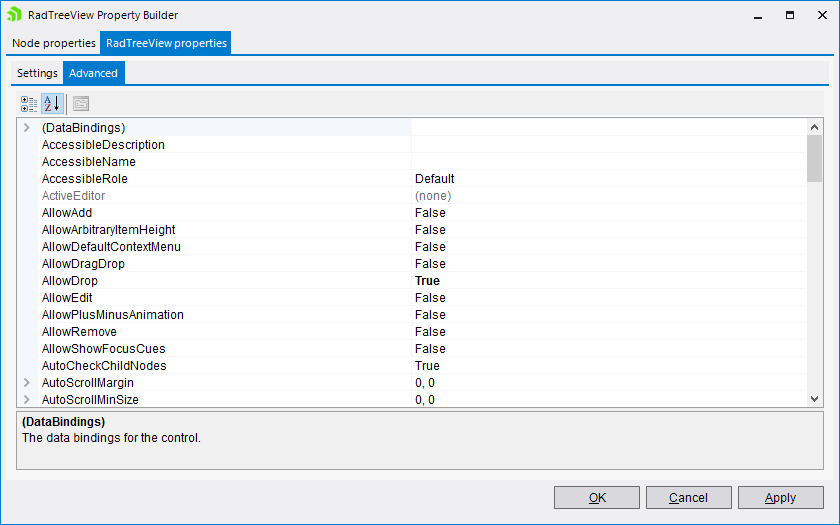 RadTreeView Property Builder
Node properties RadTreeView properties
Settings Advanced
(DataBindings)
AccessibleDescription
AccessibleName
AccessibleRole Default
ActiveEditor (none)
AllowAdd False
AllowArbitraryItemHeight False
AllowDefaultContextMenu False
AllowDragDrop False
AllowDrop True
AllowEdit False
AllowPlusMinusAnimation False
AllowRemove False
AllowShowFocusCues False
AutoCheckChildNodes True
AutoScrollMargin 0, 0
AutoScrollMinSize 0, 0
(DataBindings)
The data bindings for the control.
OK Cancel Apply